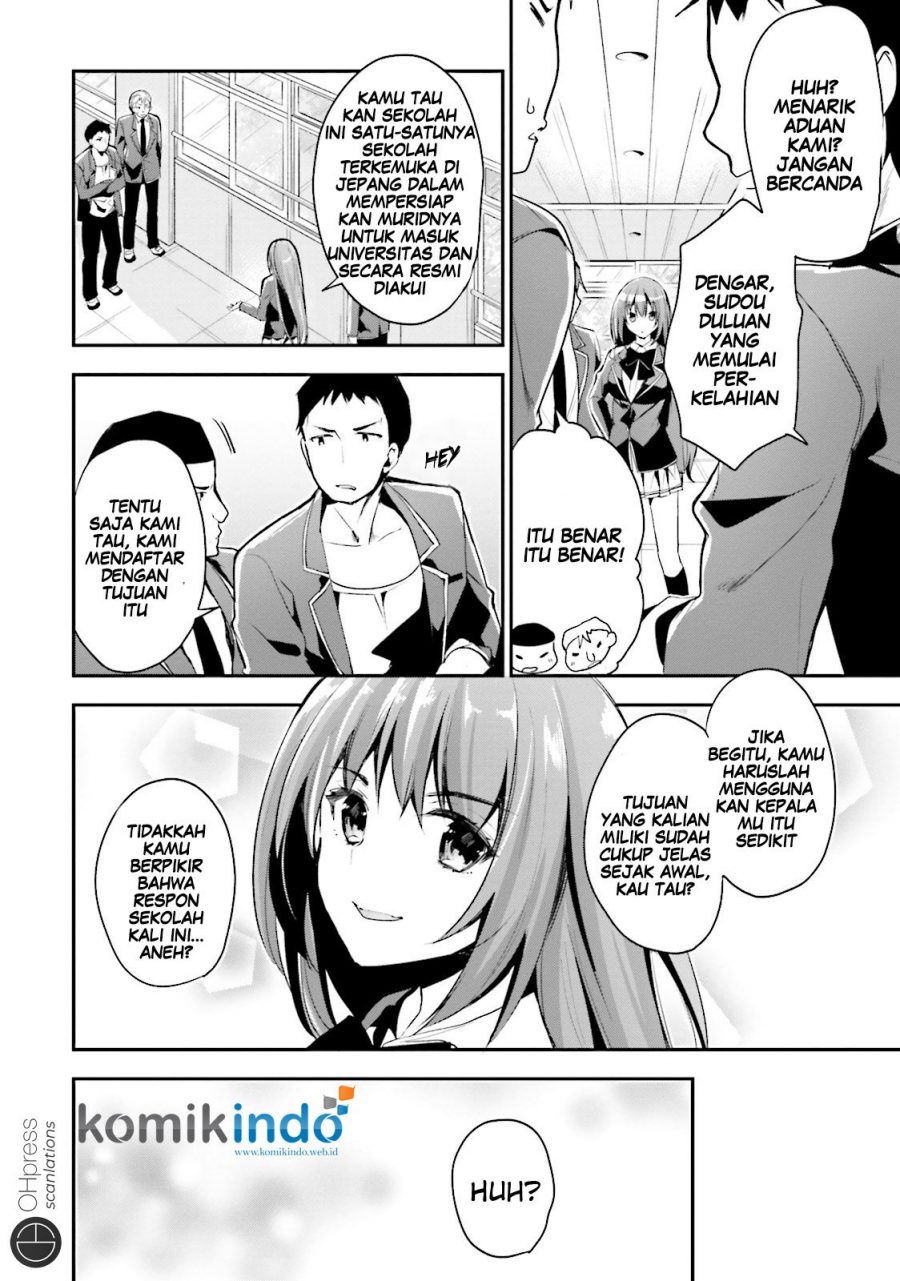 HUH?
MENARIK
ADUAN
KAMI?
JANGAN
BERCANDA
DENGAR,
SUDOU
DULUAN
YANG
MEMULAI
PER-
KELAHIAN
ITU BENAR
ITU BENAR!
KAMU TAU
KAN SEKOLAH
INI SATU-SATUNYA
SEKOLAH
TERKEMUKA DI
JEPANG DALAM
MEMPERSIAP
KAN MURIDNYA
UNTUK MASUK
UNIVERSITAS DAN
SECARA RESMI
DIAKUI
HEY
TENTU
SAJA KAMI
TAU, KAMI
MENDAFTAR
DENGAN
TUJUAN
ITU
JIKA
BEGITU, KAMU
HARUSLAH
MENGGUNA
KAN KEPALA
MU ITU
SEDIKIT
TUJUAN
YANG KALIAN
MILIKI SUDAH
CUKUP JELAS
SEJAK AWAL,
KAU TAU?
TIDAKKAH
KAMU
BERPIKIR
BAHWA
RESPON
SEKOLAH
KALI INI...
ANEH?
HUH?
komikindo
www.komikindo.web.id
OHpress
scanlations